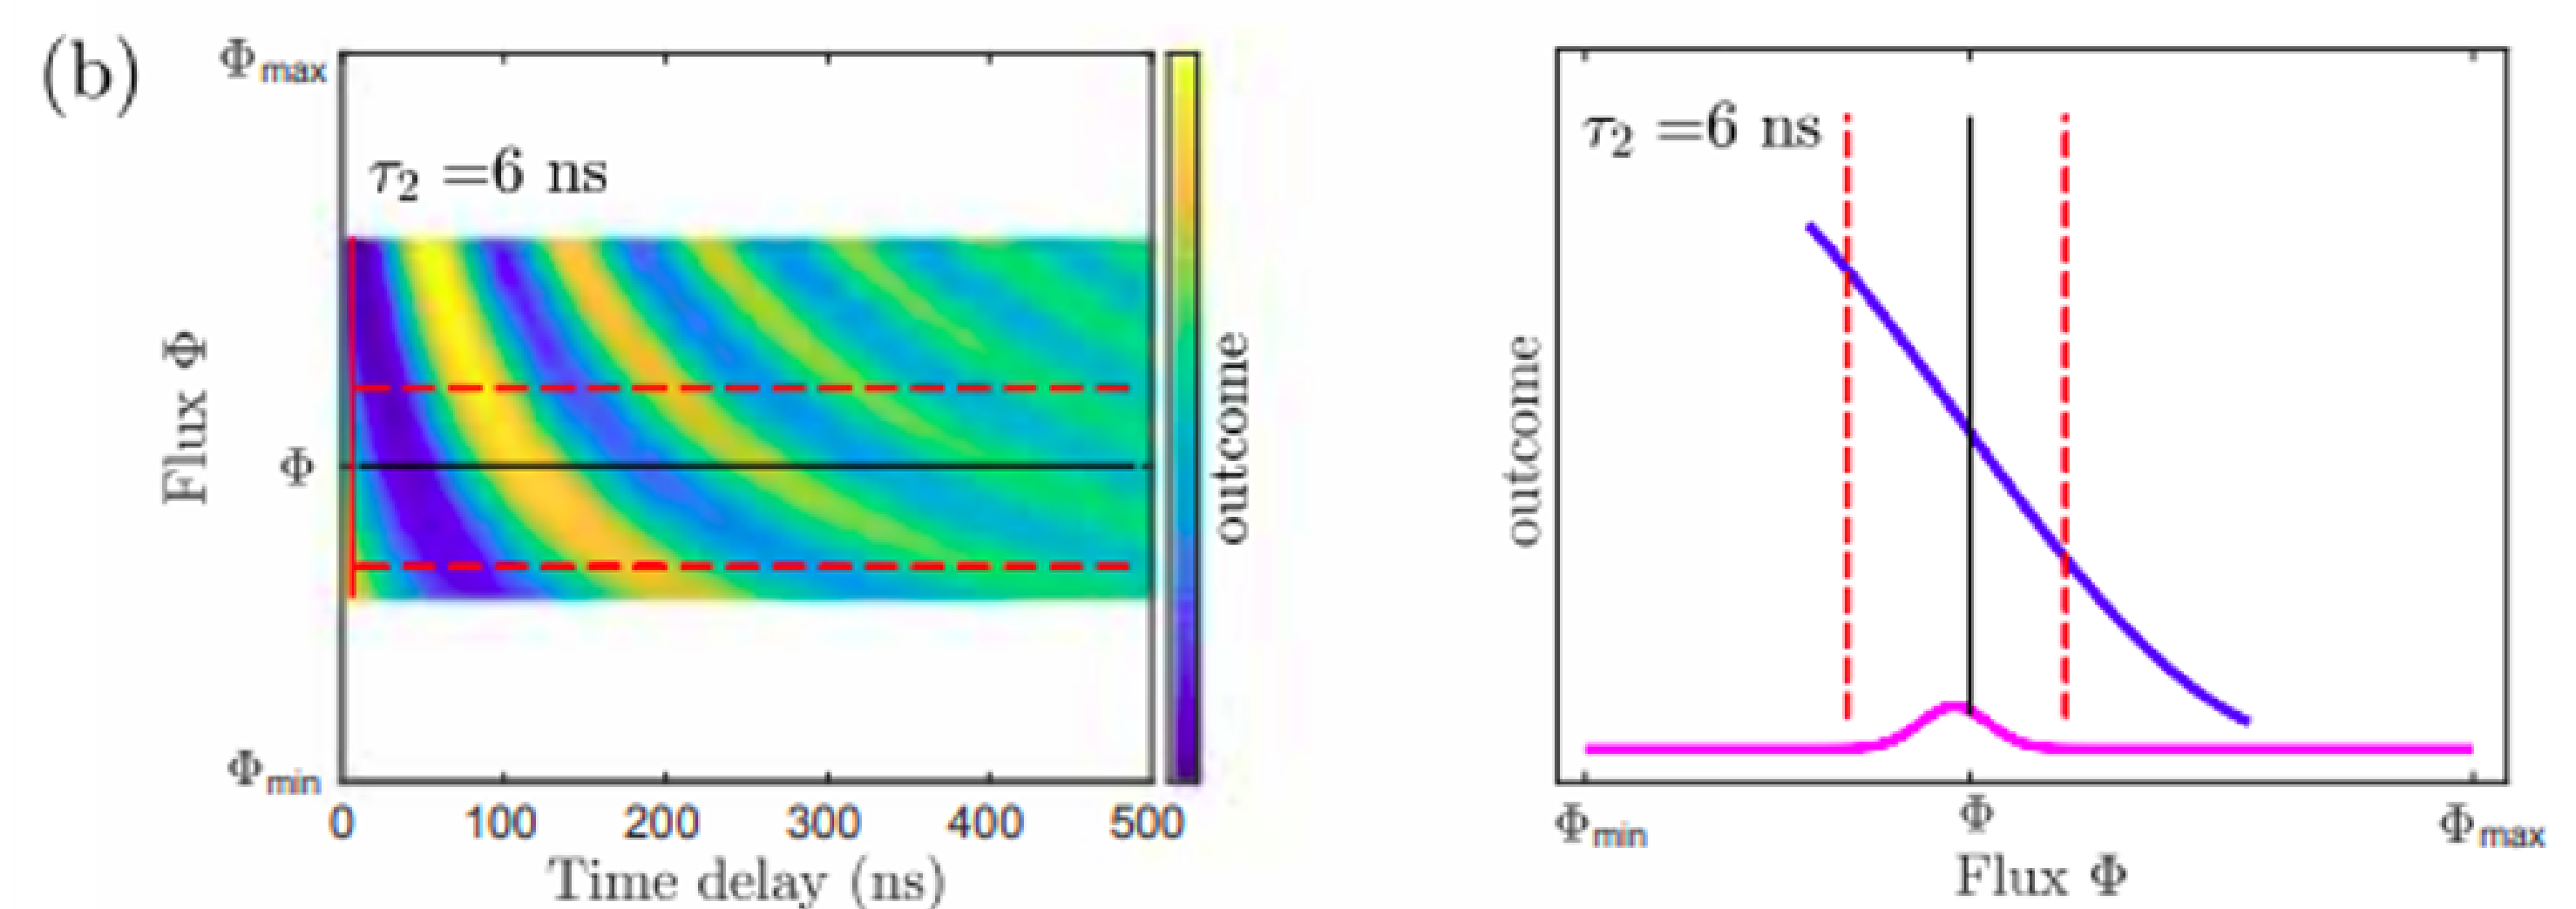 (b)
Φmax
τ2 =6 ns
Flux Φ
Φ
Φmin
0 100 200 300 400 500
Time delay (ns)
outcome
τ2 =6 ns
outcome
Φmin Φ Φmax
Flux Φ